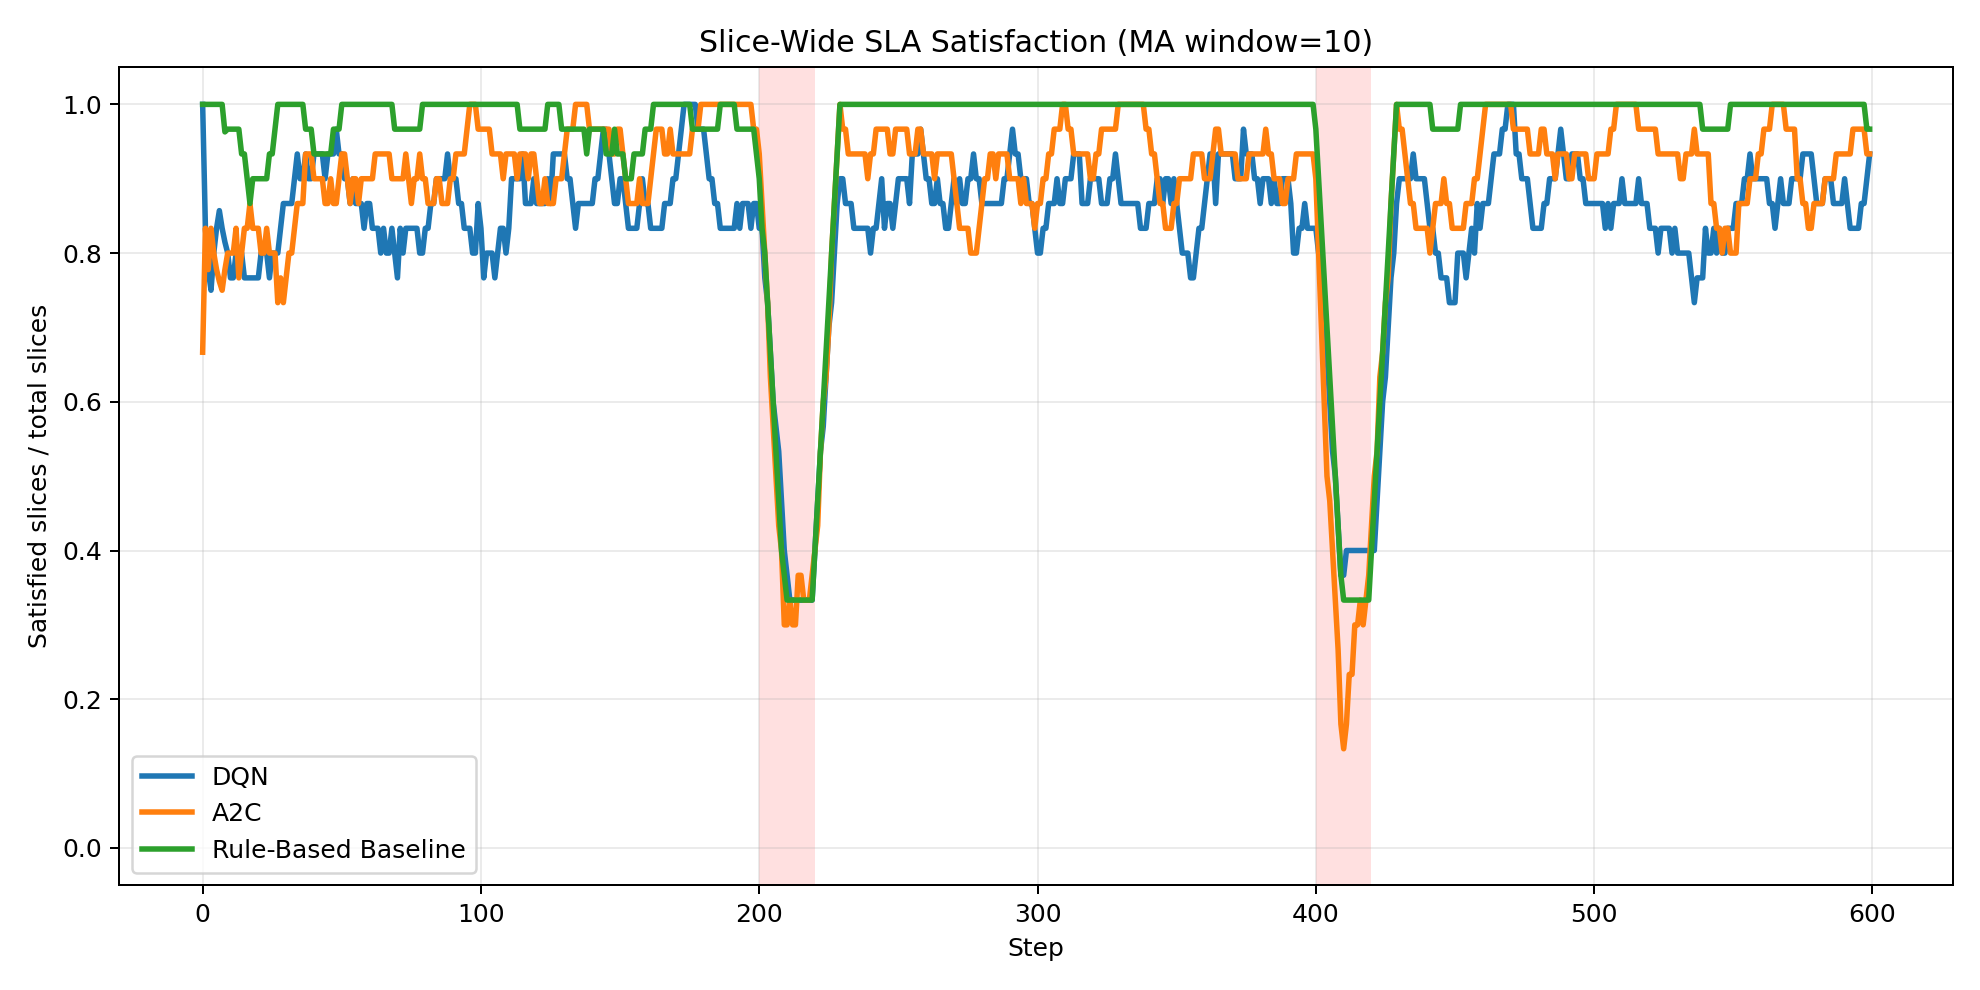 Slice-Wide SLA Satisfaction (MA window=10)
Satisfied slices / total slices
1.0
0.8
0.6
0.4
0.2
0.0
DQN
A2C
Rule-Based Baseline
0 100 200 300 400 500 600
Step